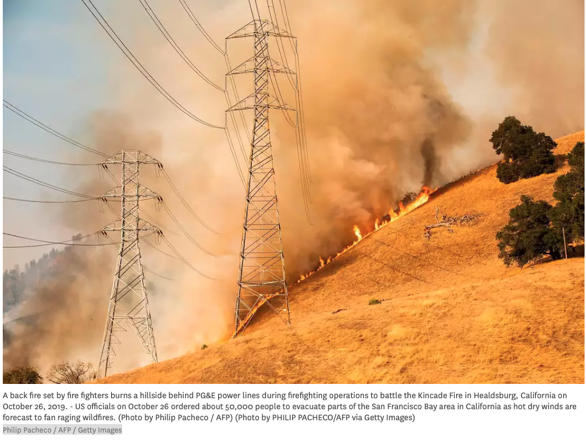 A back fire set by fire fighters burns a hillside behind PG&E power lines during firefighting operations to battle the Kincade Fire in Healdsburg, California on
October 26, 2019. - US officials on October 26 ordered about 50,000 people to evacuate parts of the San Francisco Bay area in California as hot dry winds are
forecast to fan raging wildfires. (Photo by Philip Pacheco / AFP) (Photo by PHILIP PACHECO/AFP via Getty Images)
Philip Pacheco / AFP / Getty Images